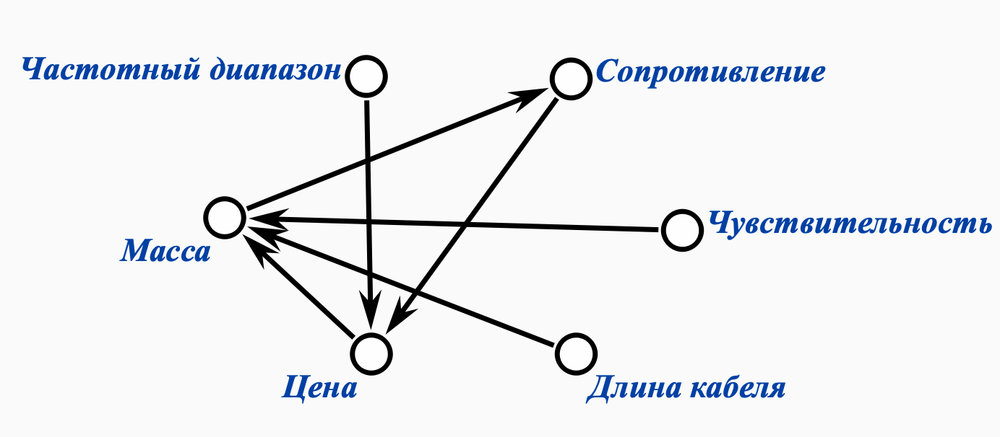 Частотный диапазон
Сопротивление
Чувствительность
Масса
Цена
Длина кабеля